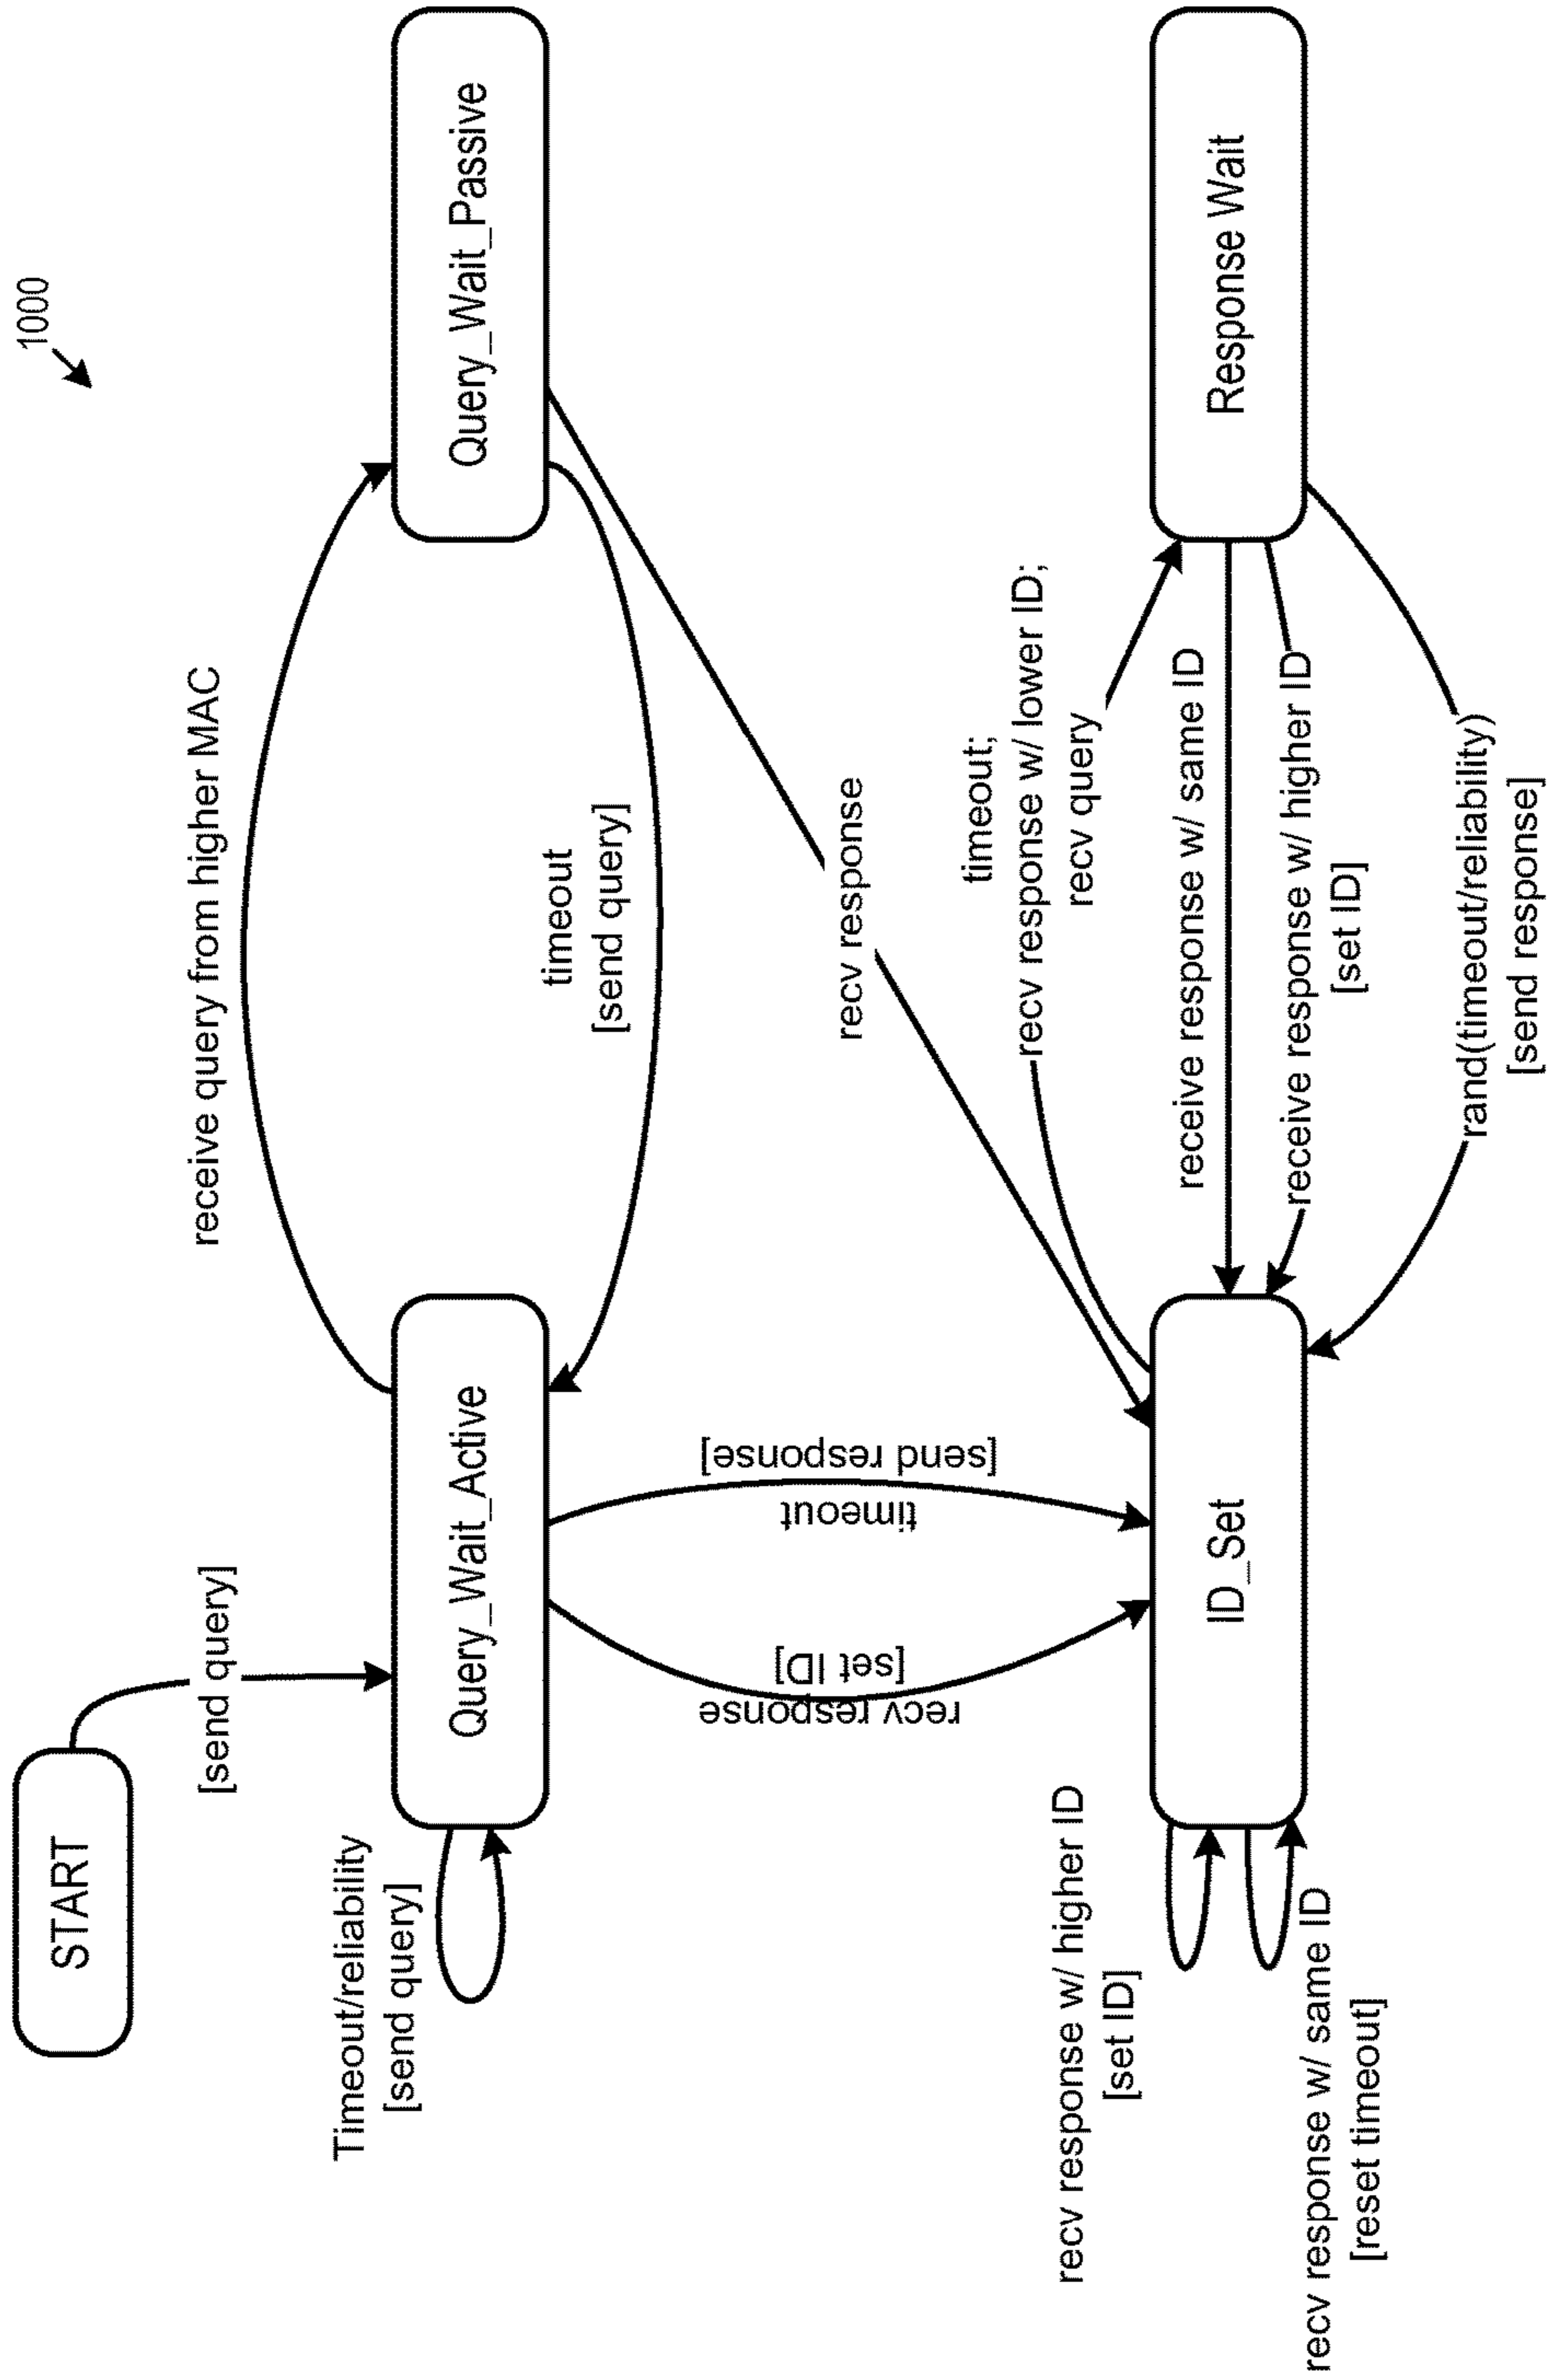 1000
START
[send query]
receive query from higher MAC
Timeout/reliability
[send query]
Query_Wait_Active
Query_Wait_Passive
timeout
[send query]
recv response
[set ID]
timeout
[send response]
recv response
timeout;
recv response w/ lower ID;
recv query
recv response w/ higher ID
[set ID]
ID_Set
Response Wait
receive response w/ same ID
receive response w/ higher ID
[set ID]
recv response w/ same ID
[reset timeout]
rand(timeout/reliability)
[send response]